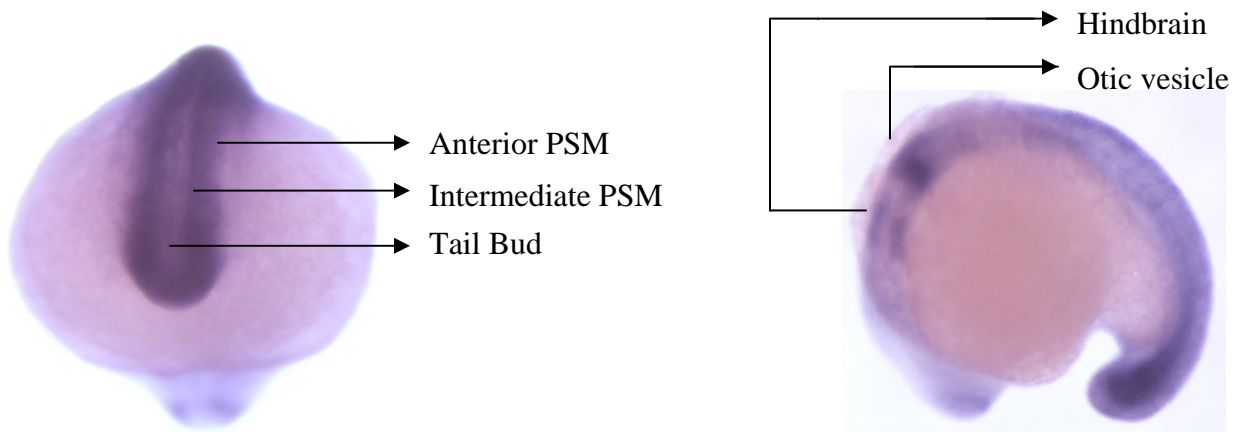 Hindbrain
Otic vesicle
Anterior PSM
Intermediate PSM
Tail Bud